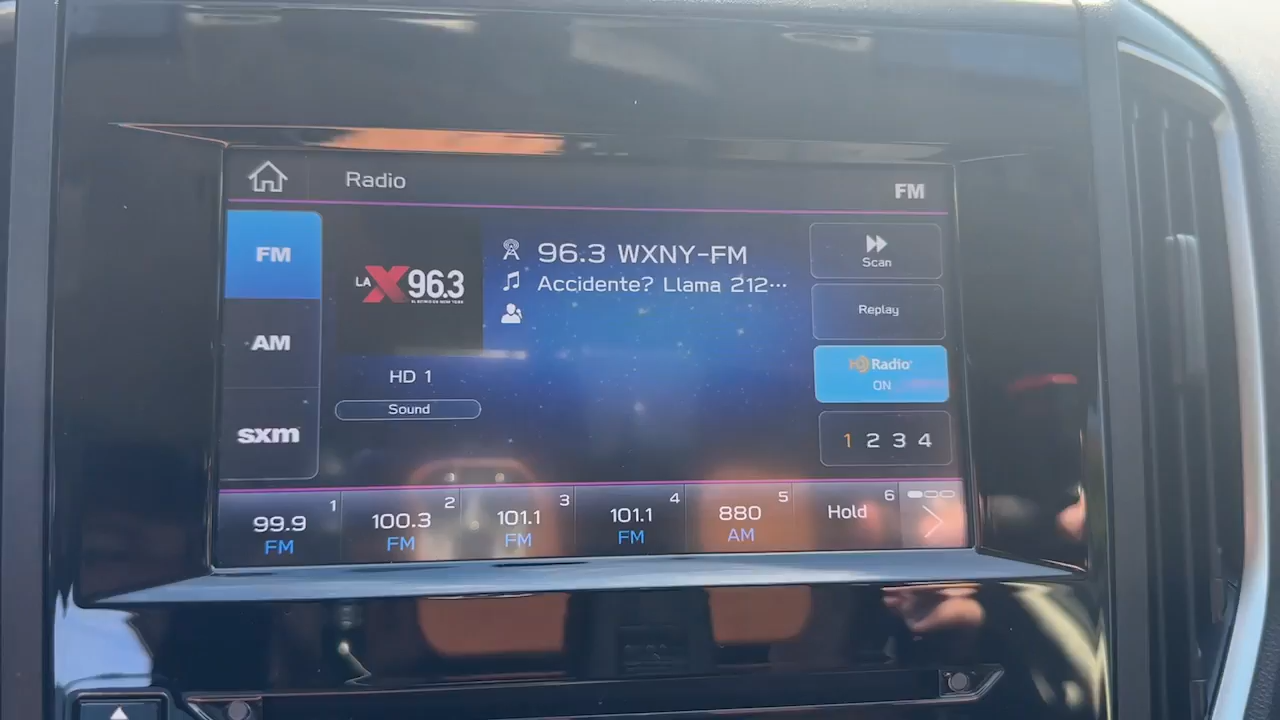 Radio
FM
FM
AM
sxm
LA X 96.3
HD 1
Sound
96.3 WXNY-FM
Accidente? Llama 212···
Scan
Replay
HD Radio
ON
1 2 3 4
1
99.9
FM
2
100.3
FM
3
101.1
FM
4
101.1
FM
5
880
AM
6
Hold